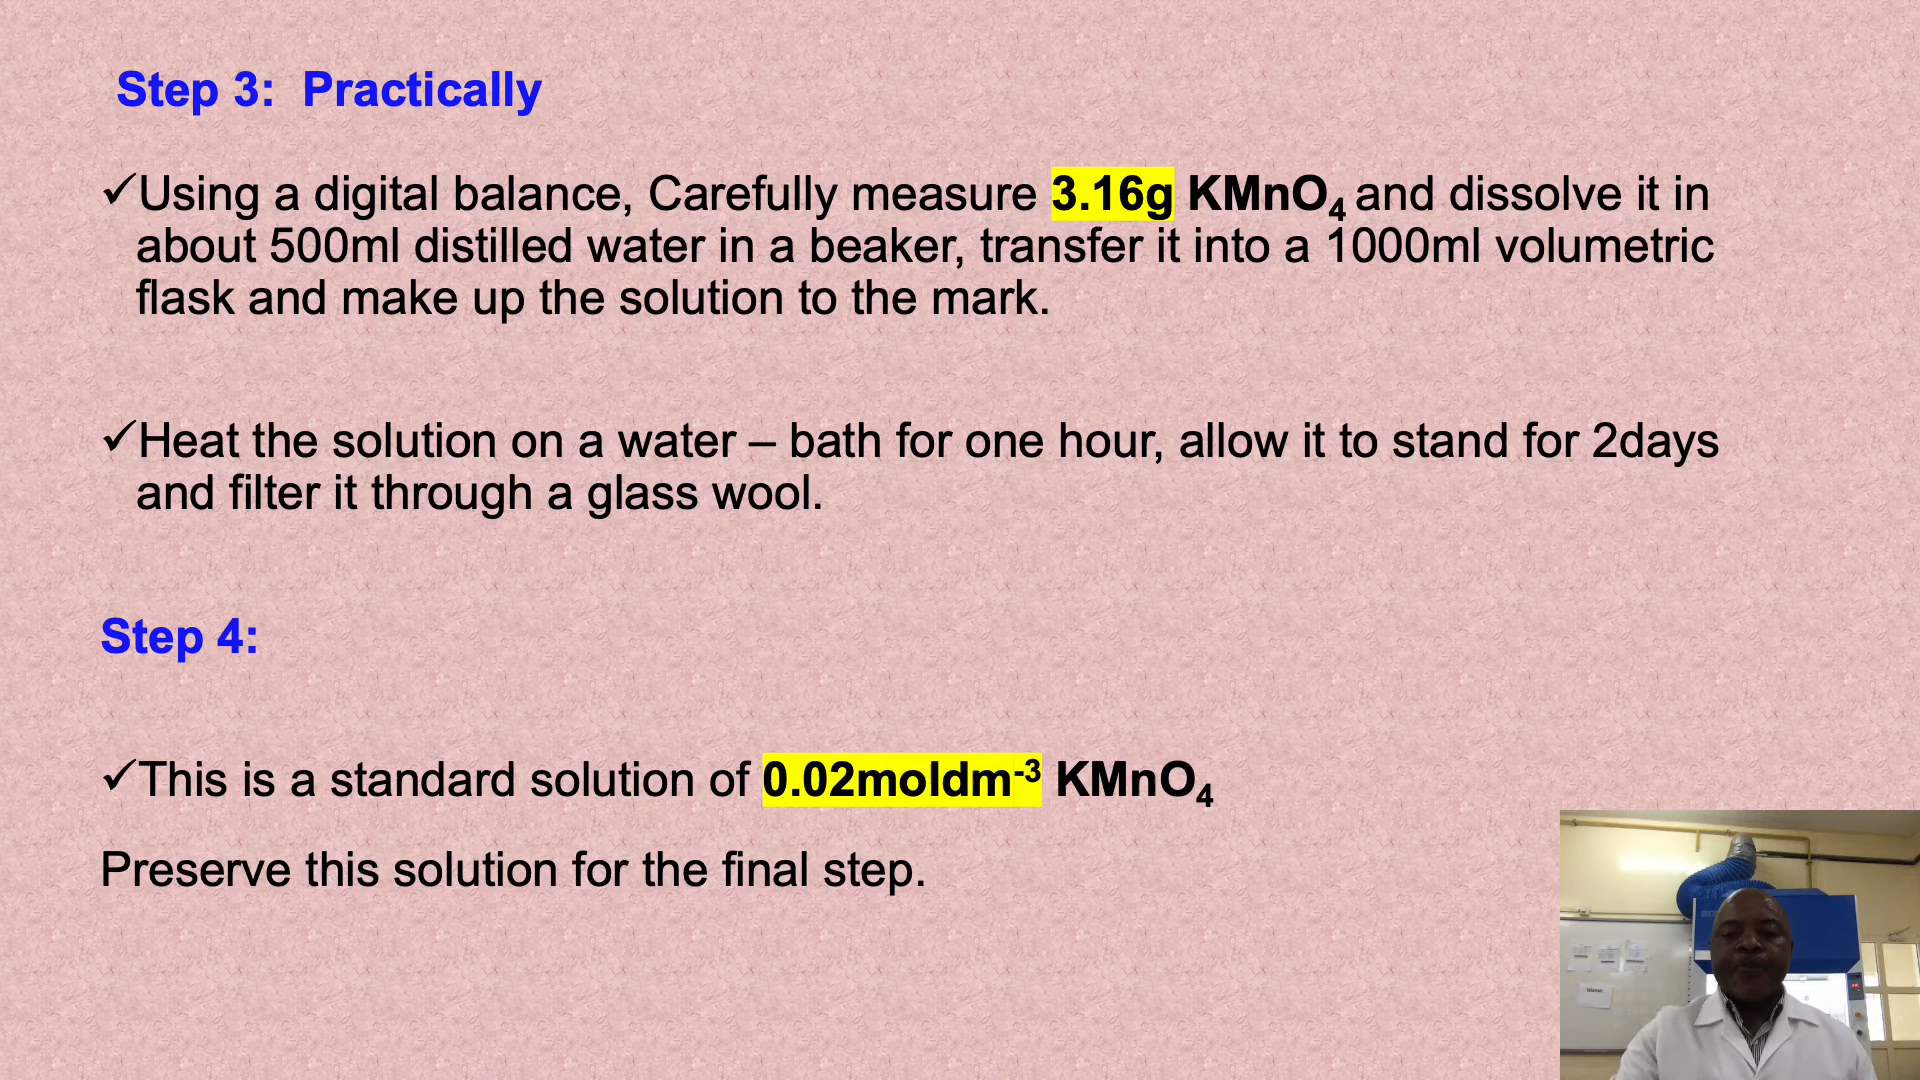 Step 3:  Practically
✓Using a digital balance, Carefully measure 3.16g KMnO₄ and dissolve it in
about 500ml distilled water in a beaker, transfer it into a 1000ml volumetric
flask and make up the solution to the mark.
✓Heat the solution on a water – bath for one hour, allow it to stand for 2days
and filter it through a glass wool.
Step 4:
✓This is a standard solution of 0.02moldm⁻³ KMnO₄
Preserve this solution for the final step.